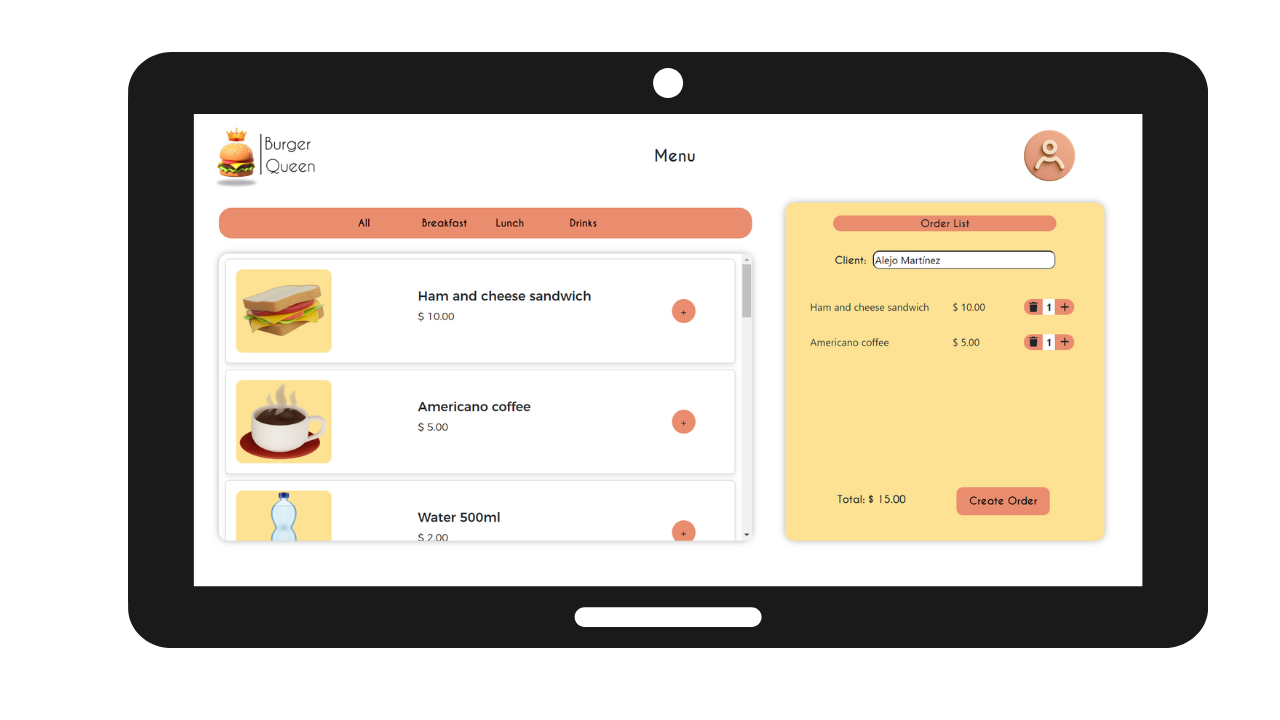 Burger
Queen
Menu
All Breakfast Lunch Drinks
Ham and cheese sandwich
$ 10.00
+
Americano coffee
$ 5.00
+
Water 500ml
$ 2.00
+
Order List
Client: Alejo Martínez
Ham and cheese sandwich $ 10.00 1 +
Americano coffee $ 5.00 1 +
Total: $ 15.00 Create Order